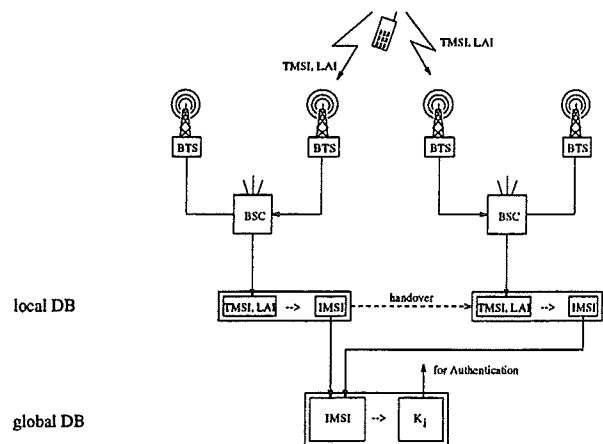 TMSI, LAI
TMSI, LAI
BTS
BTS
BTS
BTS
BSC
BSC
local DB
TMSI, LAI --> IMSI
handover
TMSI, LAI --> IMSI
for Authentication
global DB
IMSI --> Ki